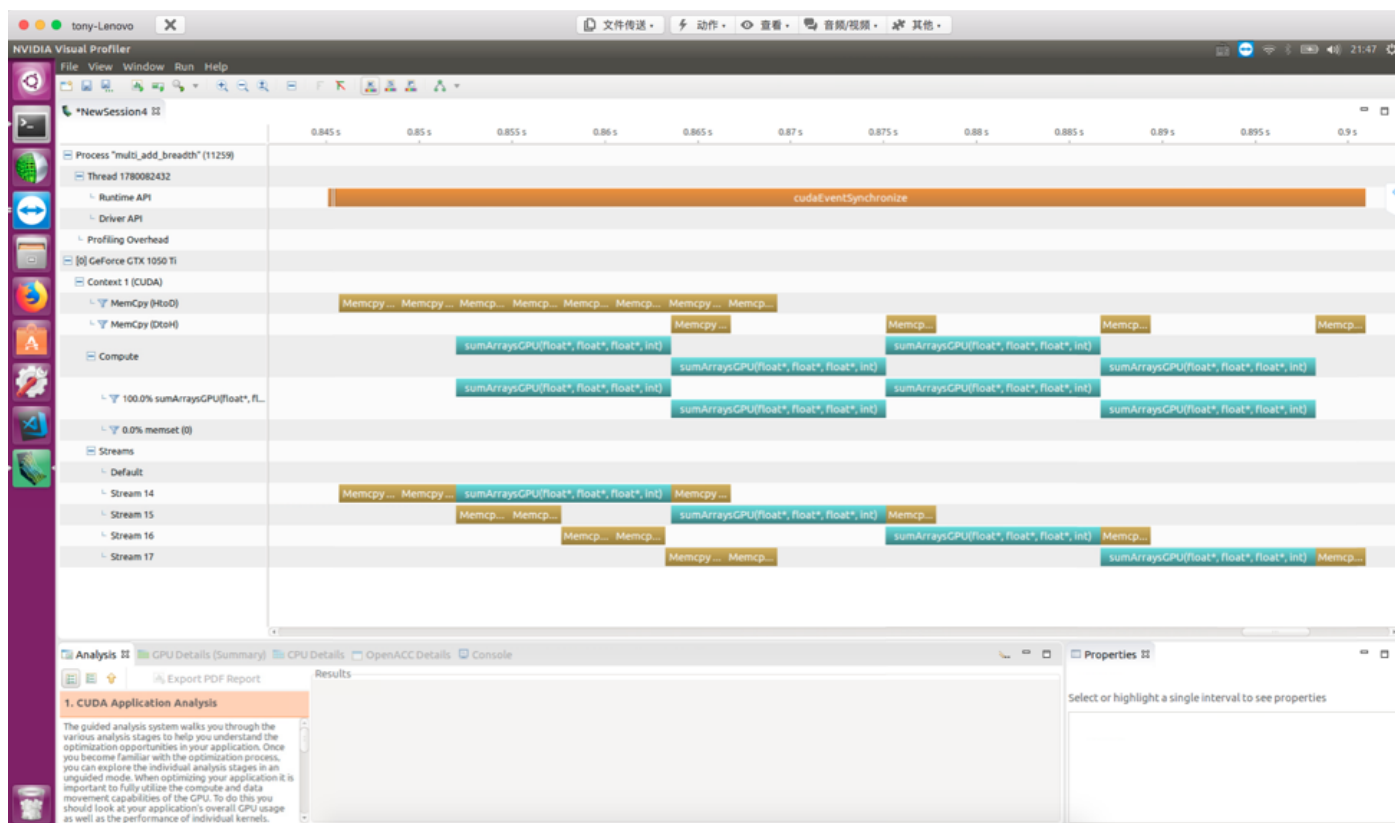 tony-Lenovo
文件传送 动作 查看 音频/视频 其他
NVIDIA Visual Profiler 21:47
File View Window Run Help
*NewSession4
0.845 s 0.85 s 0.855 s 0.86 s 0.865 s 0.87 s 0.875 s 0.88 s 0.885 s 0.89 s 0.895 s 0.9 s
Process "multi_add_breadth" (11259)
Thread 1780082432
Runtime API cudaEventSynchronize
Driver API
Profiling Overhead
[0] GeForce GTX 1050 Ti
Context 1 (CUDA)
MemCpy (HtoD) Memcpy... Memcpy... Memcp... Memcp... Memcp... Memcp... Memcpy... Memcp...
MemCpy (DtoH) Memcpy... Memcp... Memcp... Memcp...
sumArraysGPU(float*, float*, float*, int) sumArraysGPU(float*, float*, float*, int)
Compute
sumArraysGPU(float*, float*, float*, int) sumArraysGPU(float*, float*, float*, int)
sumArraysGPU(float*, float*, float*, int) sumArraysGPU(float*, float*, float*, int)
100.0% sumArraysGPU(float*, fl...
sumArraysGPU(float*, float*, float*, int) sumArraysGPU(float*, float*, float*, int)
0.0% memset (0)
Streams
Default
Stream 14 Memcpy... Memcpy... sumArraysGPU(float*, float*, float*, int) Memcpy...
Stream 15 Memcp... Memcp... sumArraysGPU(float*, float*, float*, int) Memcp...
Stream 16 Memcp... Memcp... sumArraysGPU(float*, float*, float*, int) Memcp...
Stream 17 Memcpy... Memcp... sumArraysGPU(float*, float*, float*, int) Memcp...
Analysis GPU Details (Summary) CPU Details OpenACC Details Console Properties
Export PDF Report Results
1. CUDA Application Analysis
Select or highlight a single interval to see properties
The guided analysis system walks you through the
various analysis stages to help you understand the
optimization opportunities in your application. Once
you become familiar with the optimization process,
you can explore the individual analysis stages in an
unguided mode. When optimizing your application it is
important to fully utilize the compute and data
movement capabilities of the GPU. To do this you
should look at your application's overall GPU usage
as well as the performance of individual kernels.